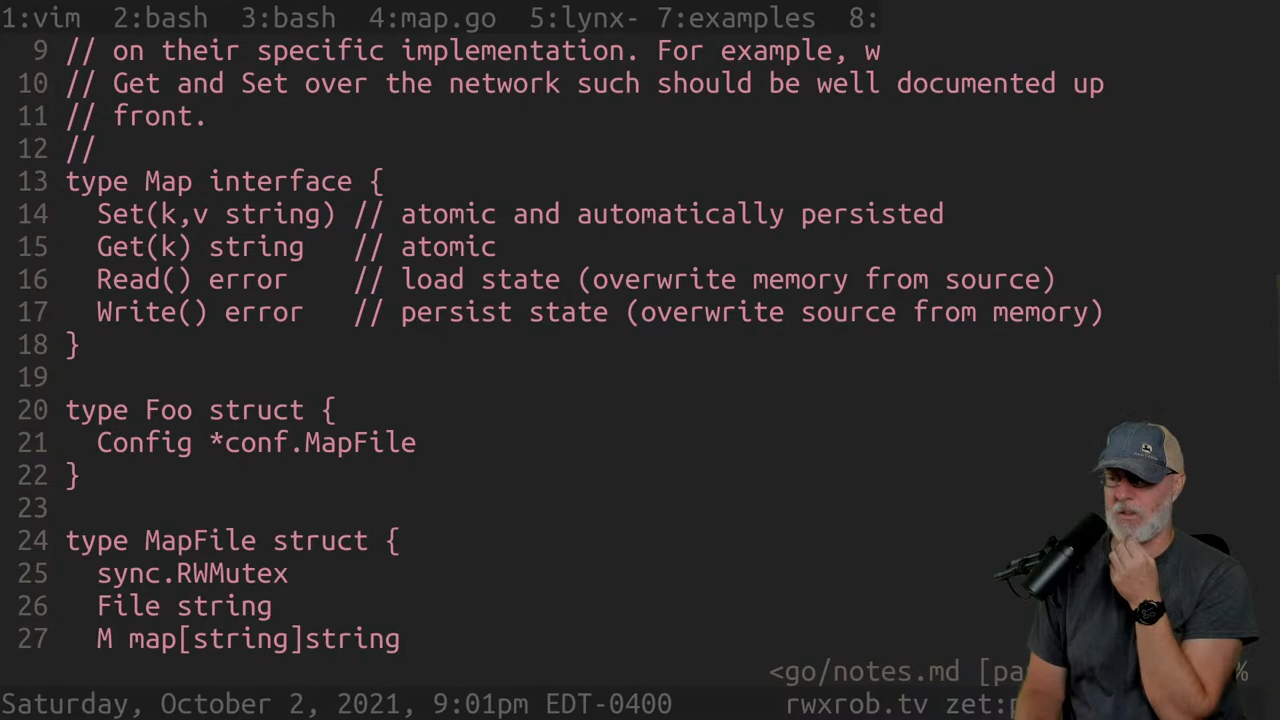 1:vim 2:bash 3:bash 4:map.go 5:lynx- 7:examples 8:
9 // on their specific implementation. For example, w
10 // Get and Set over the network such should be well documented up
11 // front.
12 //
13 type Map interface {
14 Set(k,v string) // atomic and automatically persisted
15 Get(k) string // atomic
16 Read() error // load state (overwrite memory from source)
17 Write() error // persist state (overwrite source from memory)
18 }
19
20 type Foo struct {
21 Config *conf.MapFile
22 }
23
24 type MapFile struct {
25 sync.RWMutex
26 File string
27 M map[string]string
<go/notes.md [pa %
Saturday, October 2, 2021, 9:01pm EDT-0400 rwxrob.tv zet:p